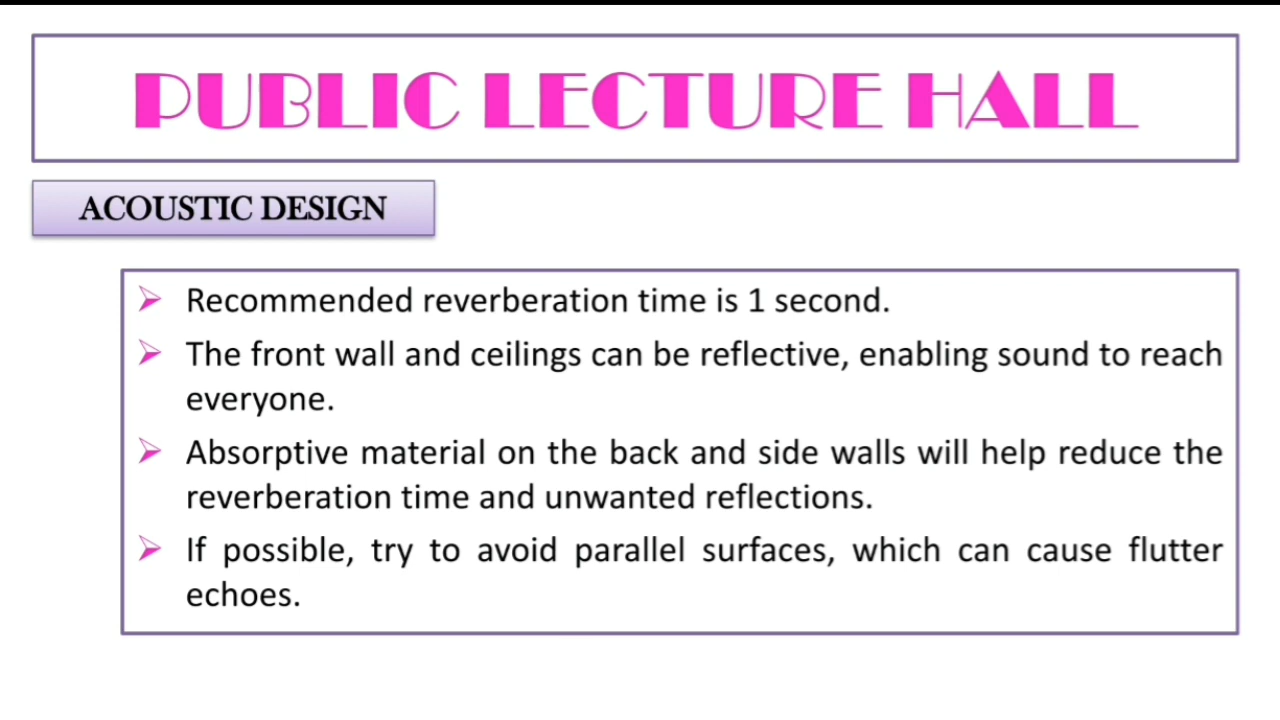 PUBLIC LECTURE HALL
ACOUSTIC DESIGN
Recommended reverberation time is 1 second.
The front wall and ceilings can be reflective, enabling sound to reach
everyone.
Absorptive material on the back and side walls will help reduce the
reverberation time and unwanted reflections.
If possible, try to avoid parallel surfaces, which can cause flutter
echoes.